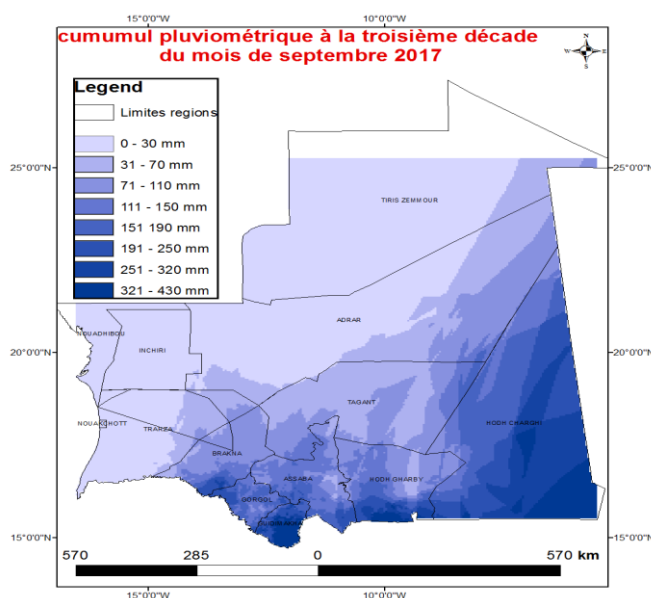 15°0'0"W 10°0'0"W
cumumul pluviométrique à la troisième décade
du mois de septembre 2017
N
W E
S
Legend
Limites regions
0 - 30 mm
31 - 70 mm
71 - 110 mm
111 - 150 mm
151 190 mm
191 - 250 mm
251 - 320 mm
321 - 430 mm
25°0'0"N 25°0'0"N
TIRIS ZEMMOUR
ADRAR
NOUADHIBOU
INCHIRI
20°0'0"N 20°0'0"N
TAGANT
NOUAKCHOTT
TRARZA
HODH CHARGHI
BRAKNA
ASSABA
HODH GHARBY
GORGOL
15°0'0"N 15°0'0"N
570 285 0 570 km
15°0'0"W 10°0'0"W